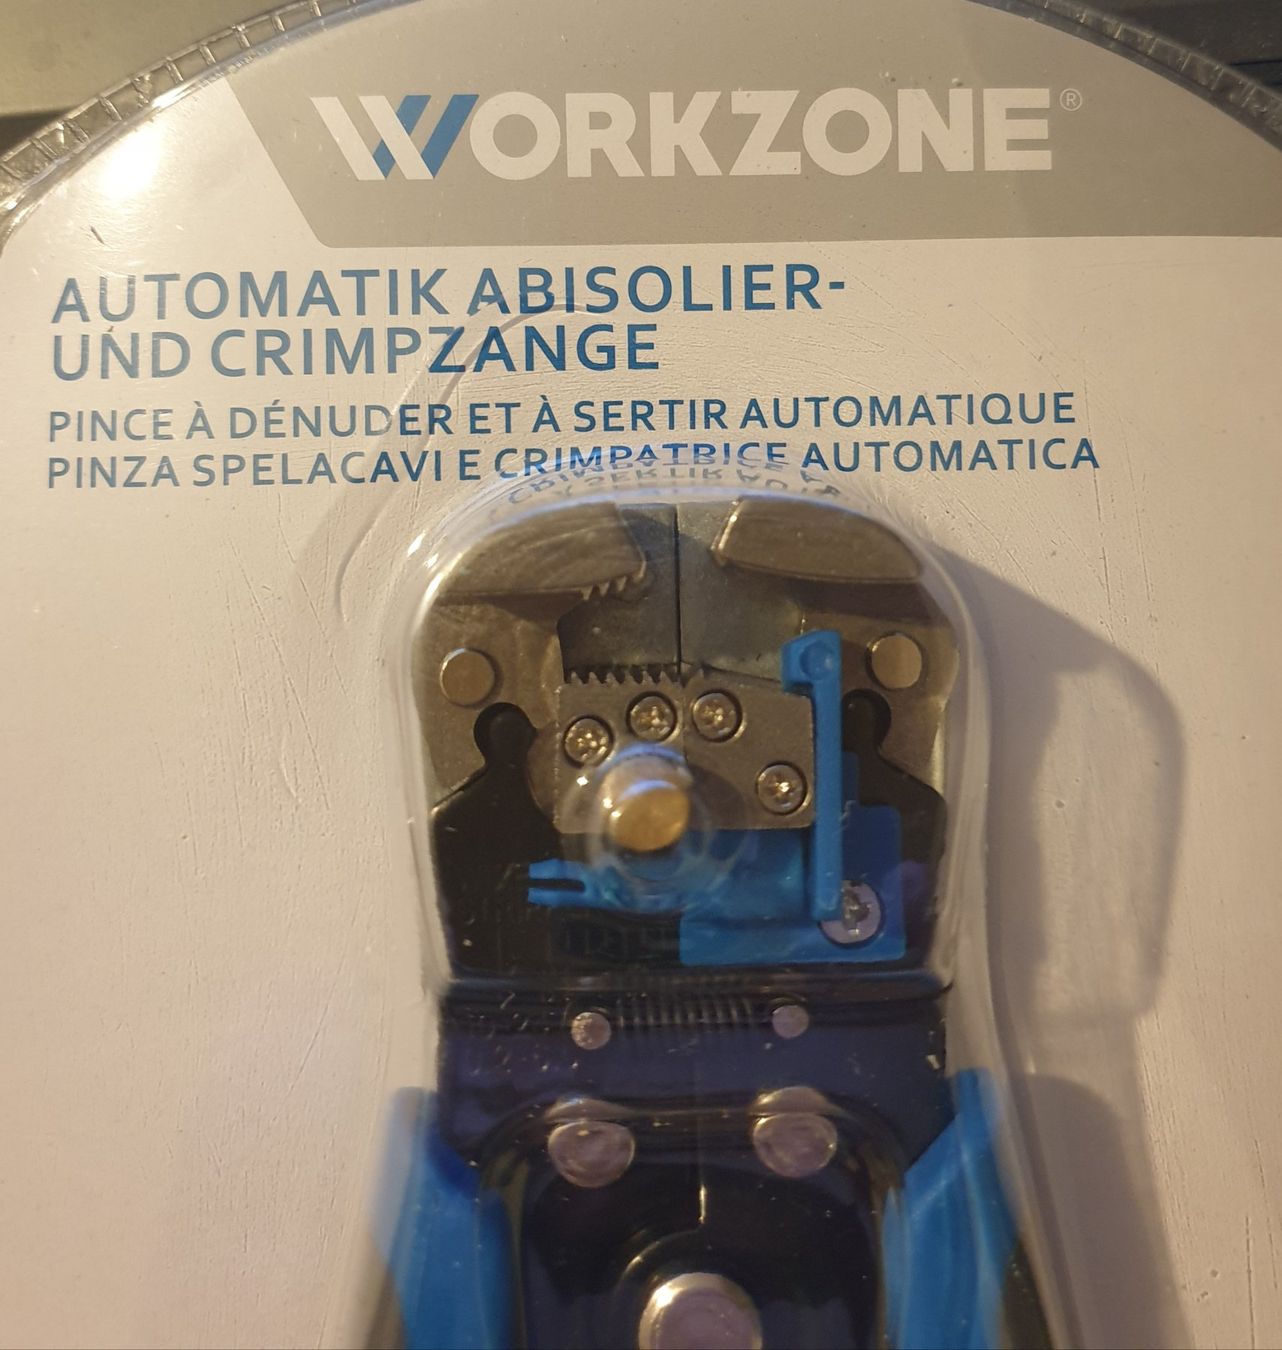 WORKZONE®
AUTOMATIK ABISOLIER-
UND CRIMPZANGE
PINCE À DÉNUDER ET À SERTIR AUTOMATIQUE
PINZA SPELACAVI E CRIMPATRICE AUTOMATICA